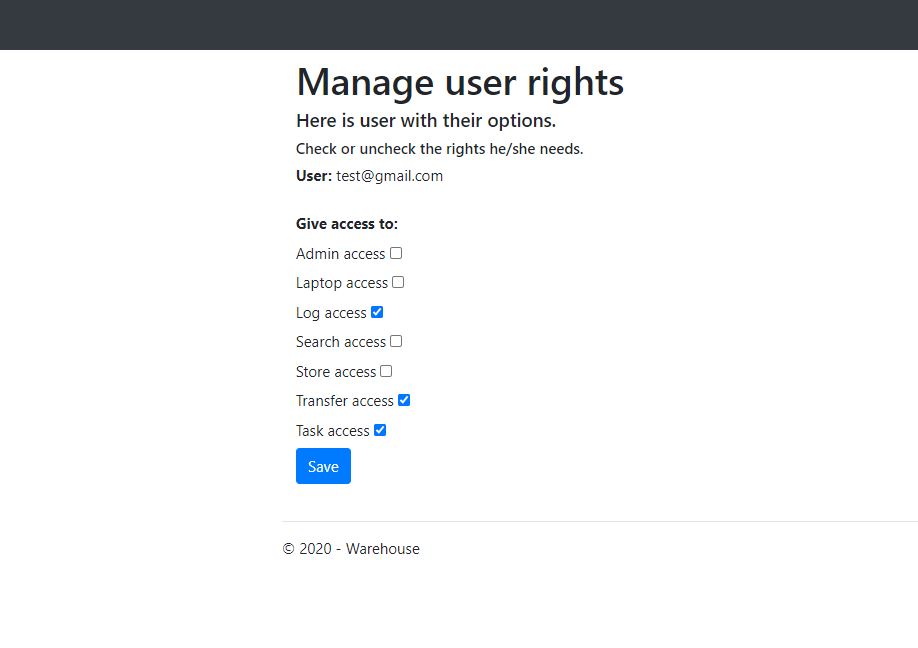 Manage user rights
Here is user with their options.
Check or uncheck the rights he/she needs.
User: test@gmail.com
Give access to:
Admin access
Laptop access
Log access
Search access
Store access
Transfer access
Task access
Save
© 2020 - Warehouse